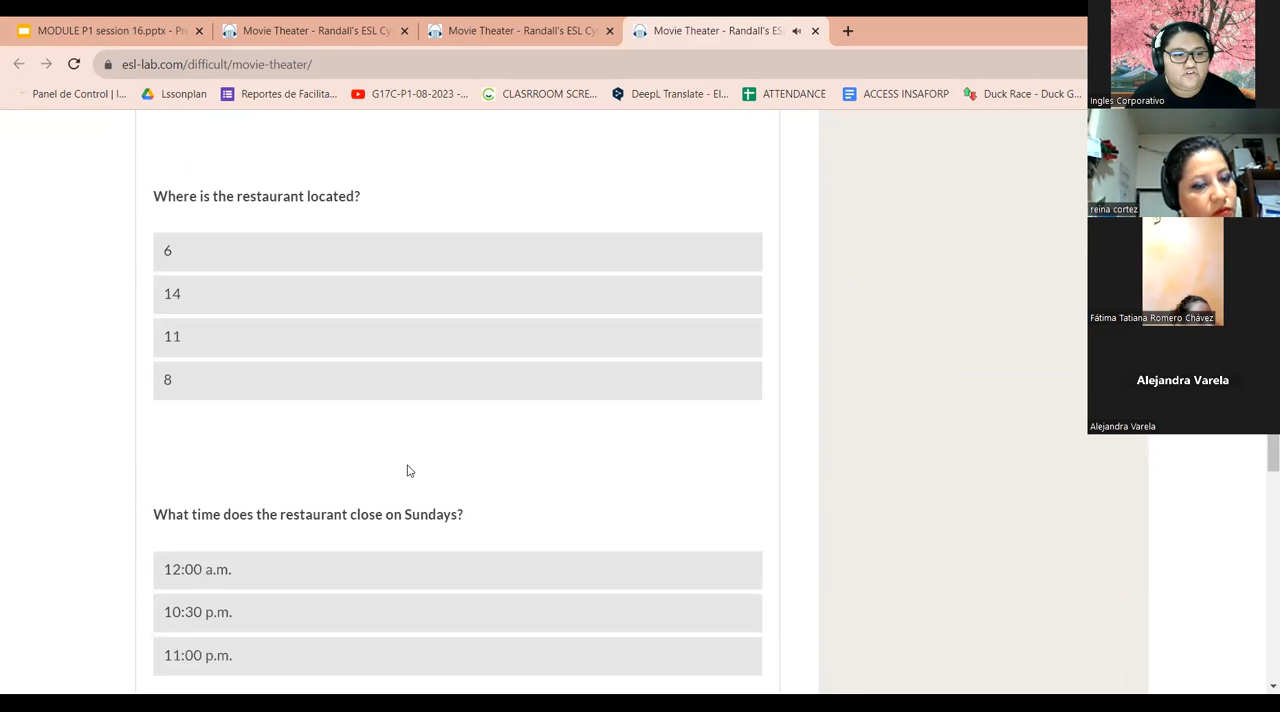 MODULE P1 session 16.pptx - Pre
Movie Theater - Randall's ESL Cy
Movie Theater - Randall's ESL Cy
Movie Theater - Randall's ES
esl-lab.com/difficult/movie-theater/
Panel de Control | I...
Lssonplan
Reportes de Facilita...
G17C-P1-08-2023 -...
CLASRROOM SCRE...
DeepL Translate - El...
ATTENDANCE
ACCESS INSAFORP
Duck Race - Duck G...
Ingles Corporativo
reina cortez
Fátima Tatiana Romero Chávez
Alejandra Varela
Alejandra Varela
Where is the restaurant located?
6
14
11
8
What time does the restaurant close on Sundays?
12:00 a.m.
10:30 p.m.
11:00 p.m.